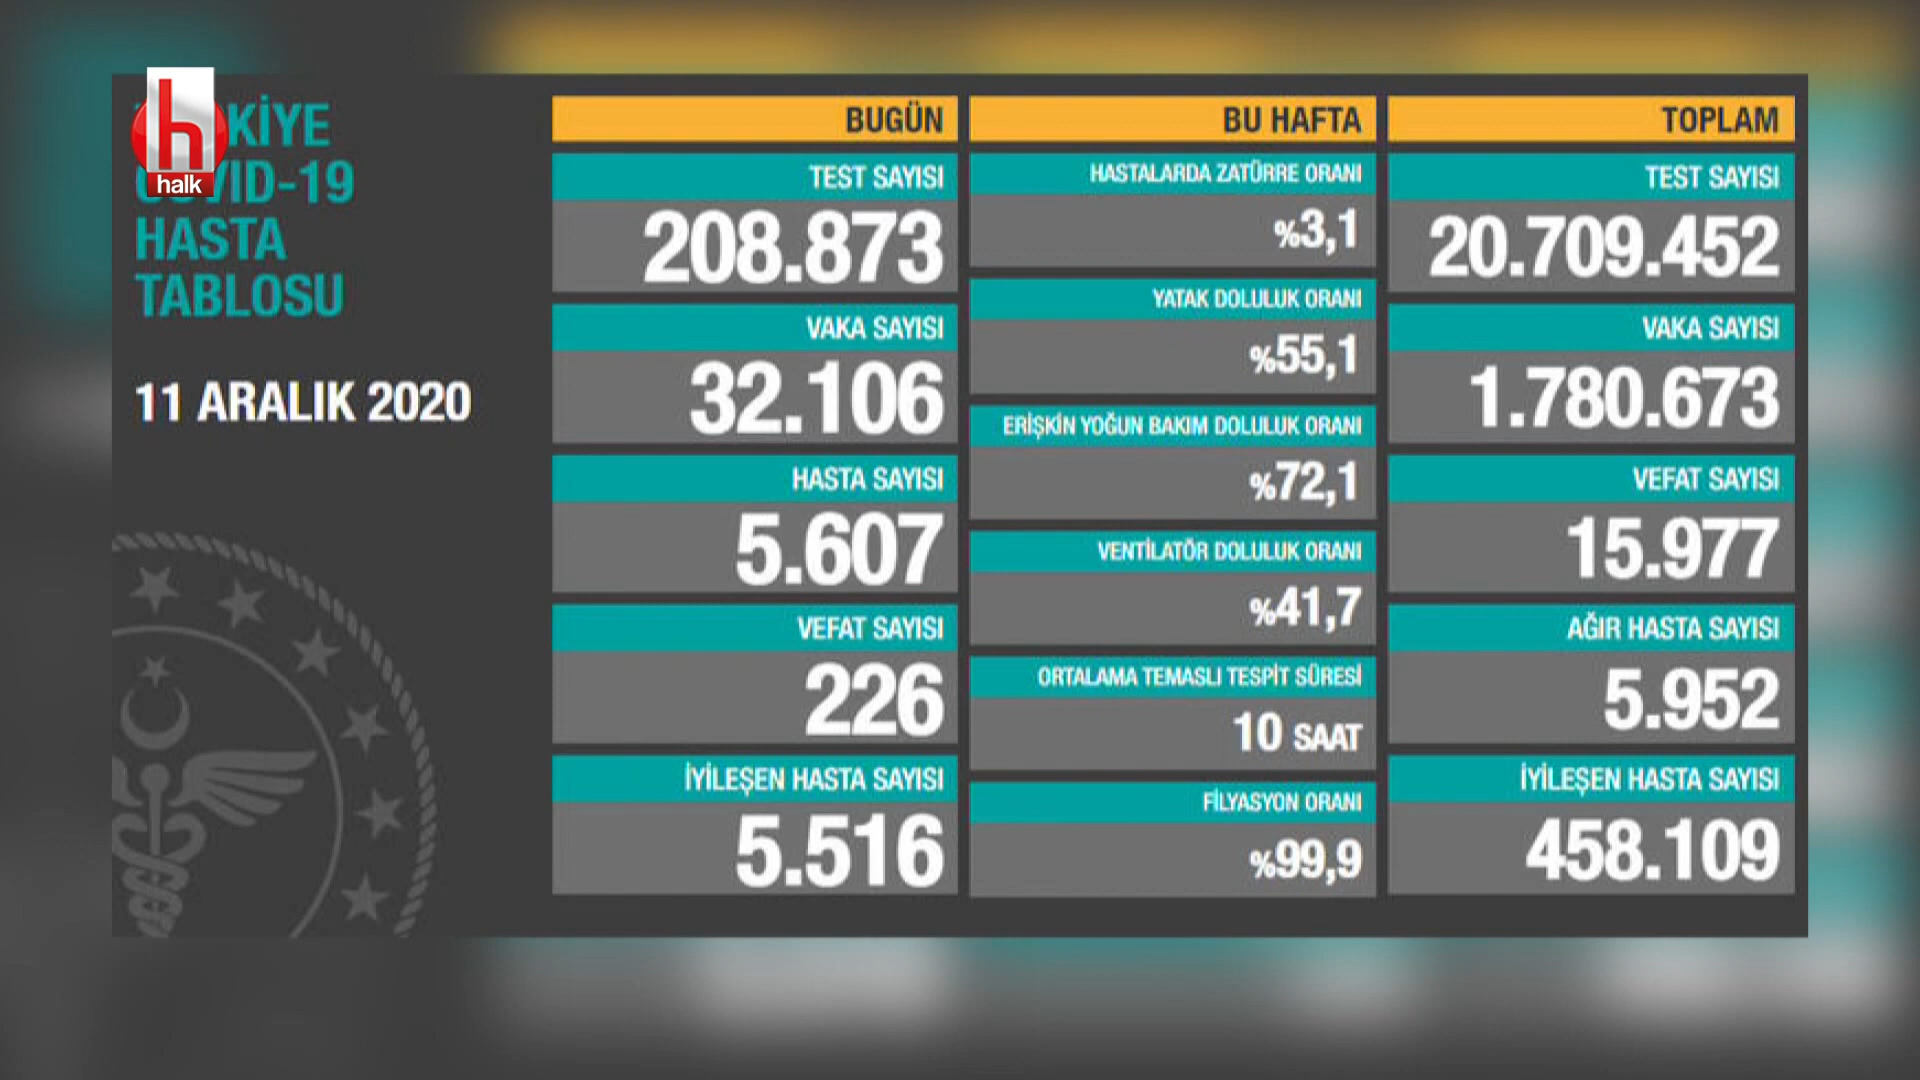 halk
HASTA
TABLOSU
11 ARALIK 2020
BUGÜN
TEST SAYISI
208.873
VAKA SAYISI
32.106
HASTA SAYISI
5.607
VEFAT SAYISI
226
İYİLEŞEN HASTA SAYISI
5.516
BU HAFTA
HASTALARDA ZATÜRRE ORANI
%3,1
YATAK DOLULUK ORANI
%55,1
ERİŞKİN YOĞUN BAKIM DOLULUK ORANI
%72,1
VENTİLATÖR DOLULUK ORANI
%41,7
ORTALAMA TEMASLI TESPİT SÜRESİ
10 SAAT
FİLYASYON ORANI
%99,9
TOPLAM
TEST SAYISI
20.709.452
VAKA SAYISI
1.780.673
VEFAT SAYISI
15.977
AĞIR HASTA SAYISI
5.952
İYİLEŞEN HASTA SAYISI
458.109